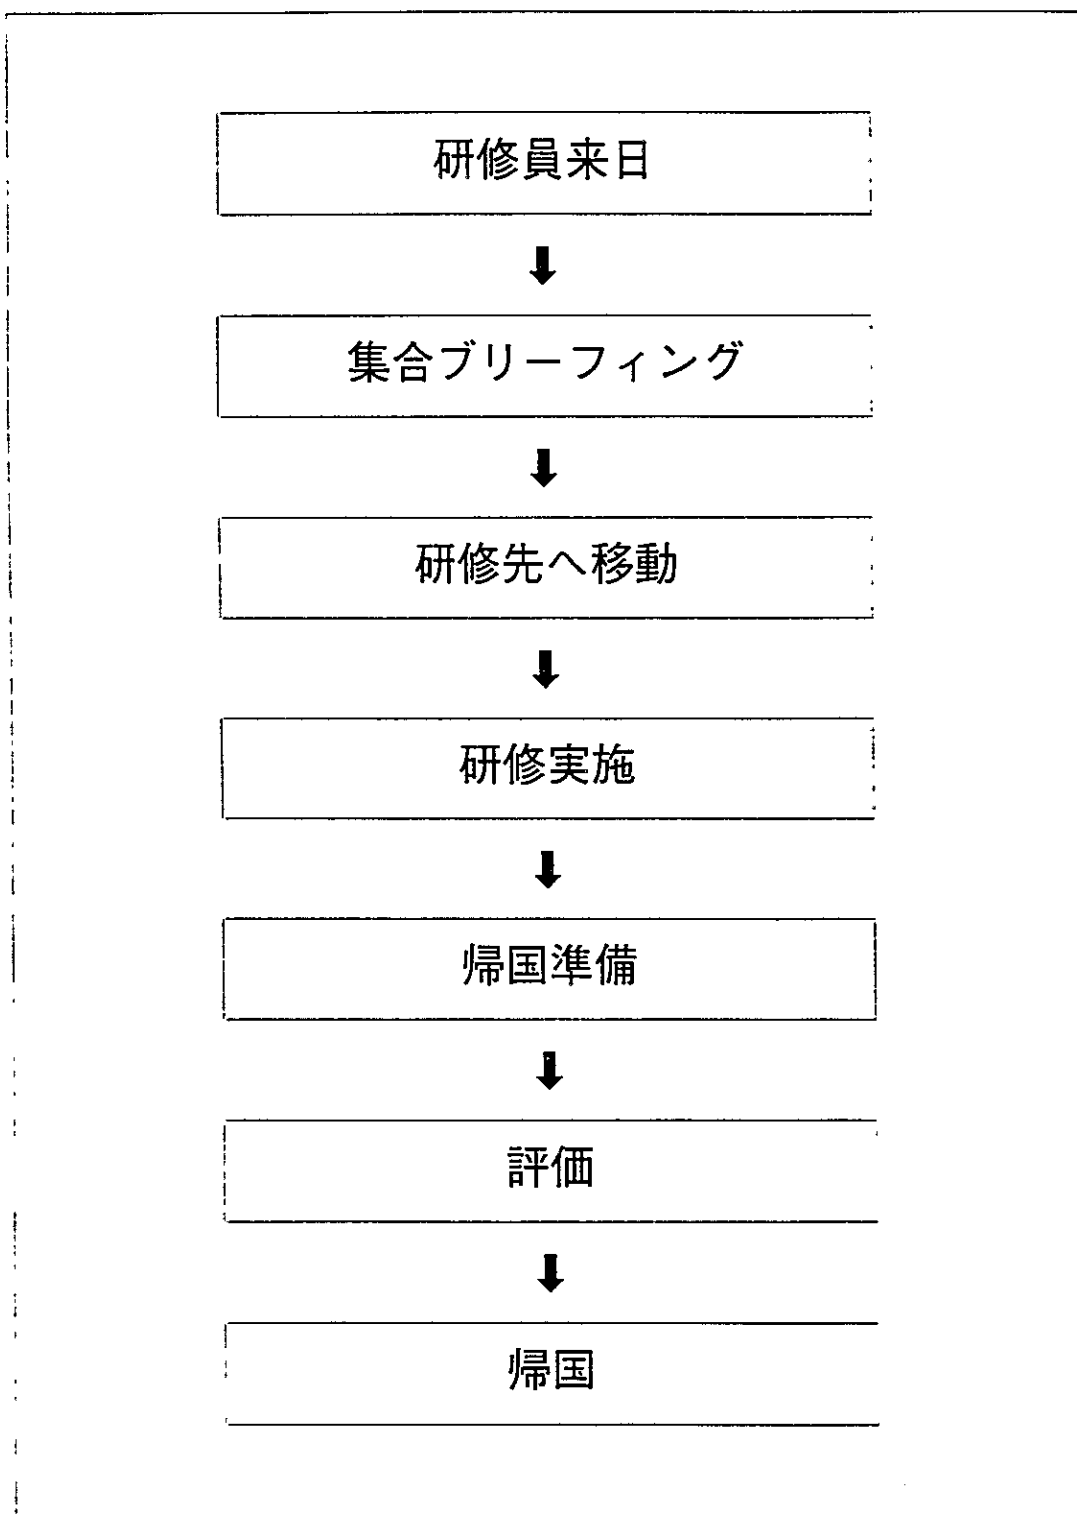 研修員来日
集合ブリーフィング
研修先へ移動
研修実施
帰国準備
評価
帰国